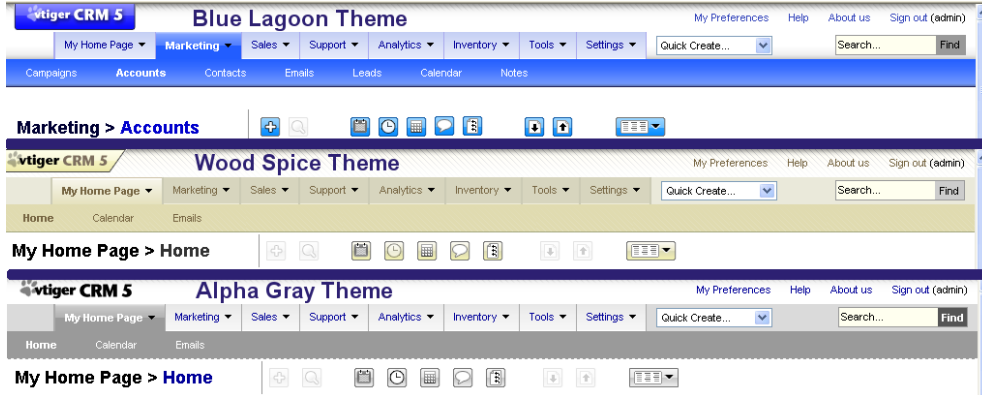 vtiger CRM 5 Blue Lagoon Theme My Preferences Help About us Sign out (admin)
My Home Page Marketing Sales Support Analytics Inventory Tools Settings Quick Create... Search... Find
Campaigns Accounts Contacts Emails Leads Calendar Notes
Marketing > Accounts
vtiger CRM 5 Wood Spice Theme My Preferences Help About us Sign out (admin)
My Home Page Marketing Sales Support Analytics Inventory Tools Settings Quick Create... Search... Find
Home Calendar Emails
My Home Page > Home
vtiger CRM 5 Alpha Gray Theme My Preferences Help About us Sign out (admin)
My Home Page Marketing Sales Support Analytics Inventory Tools Settings Quick Create... Search... Find
Home Calendar Emails
My Home Page > Home